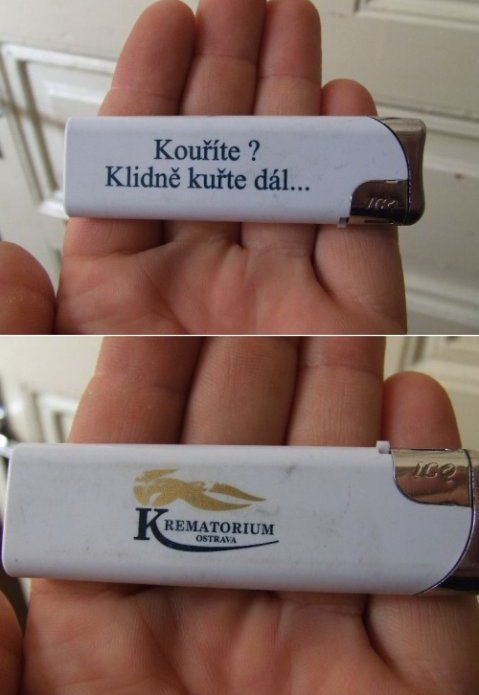 Kouříte ?
Klidně kuřte dál...
KREMATORIUM
OSTRAVA